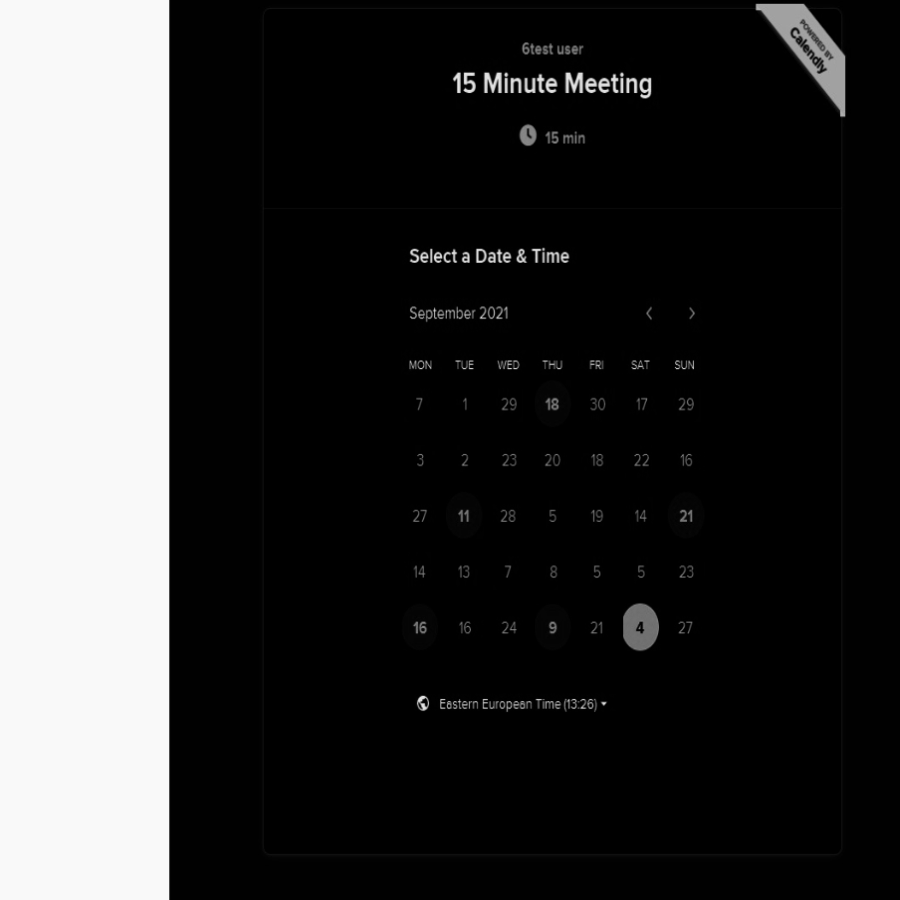 POWERED BY
Calendly
6test user
15 Minute Meeting
15 min
Select a Date & Time
September 2021
MON TUE WED THU FRI SAT SUN
7 1 29 18 30 17 29
3 2 23 20 18 22 16
27 11 28 5 19 14 21
14 13 7 8 5 5 23
16 16 24 9 21 4 27
Eastern European Time (13:26)